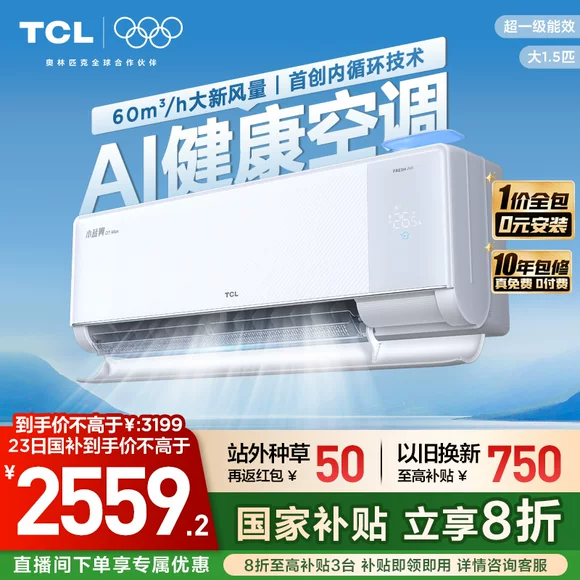 TCL
奥林匹克全球合作伙伴
超一级能效
大1.5匹
60m³/h大新风量|首创内循环技术
AI健康空调
FRESH AIR
小蓝翼 Q7 Max
26.5
TCL
1价全包
0元安装
10年包修
真免费 0付费
到手价不高于¥:3199
23日国补到手价不高于
¥2559.2
直播间下单享专属优惠
站外种草
再返红包
¥50
以旧换新
至高补贴
¥750
国家补贴 立享8折
8折至高补贴3台 补贴即领即用 详情咨询客服